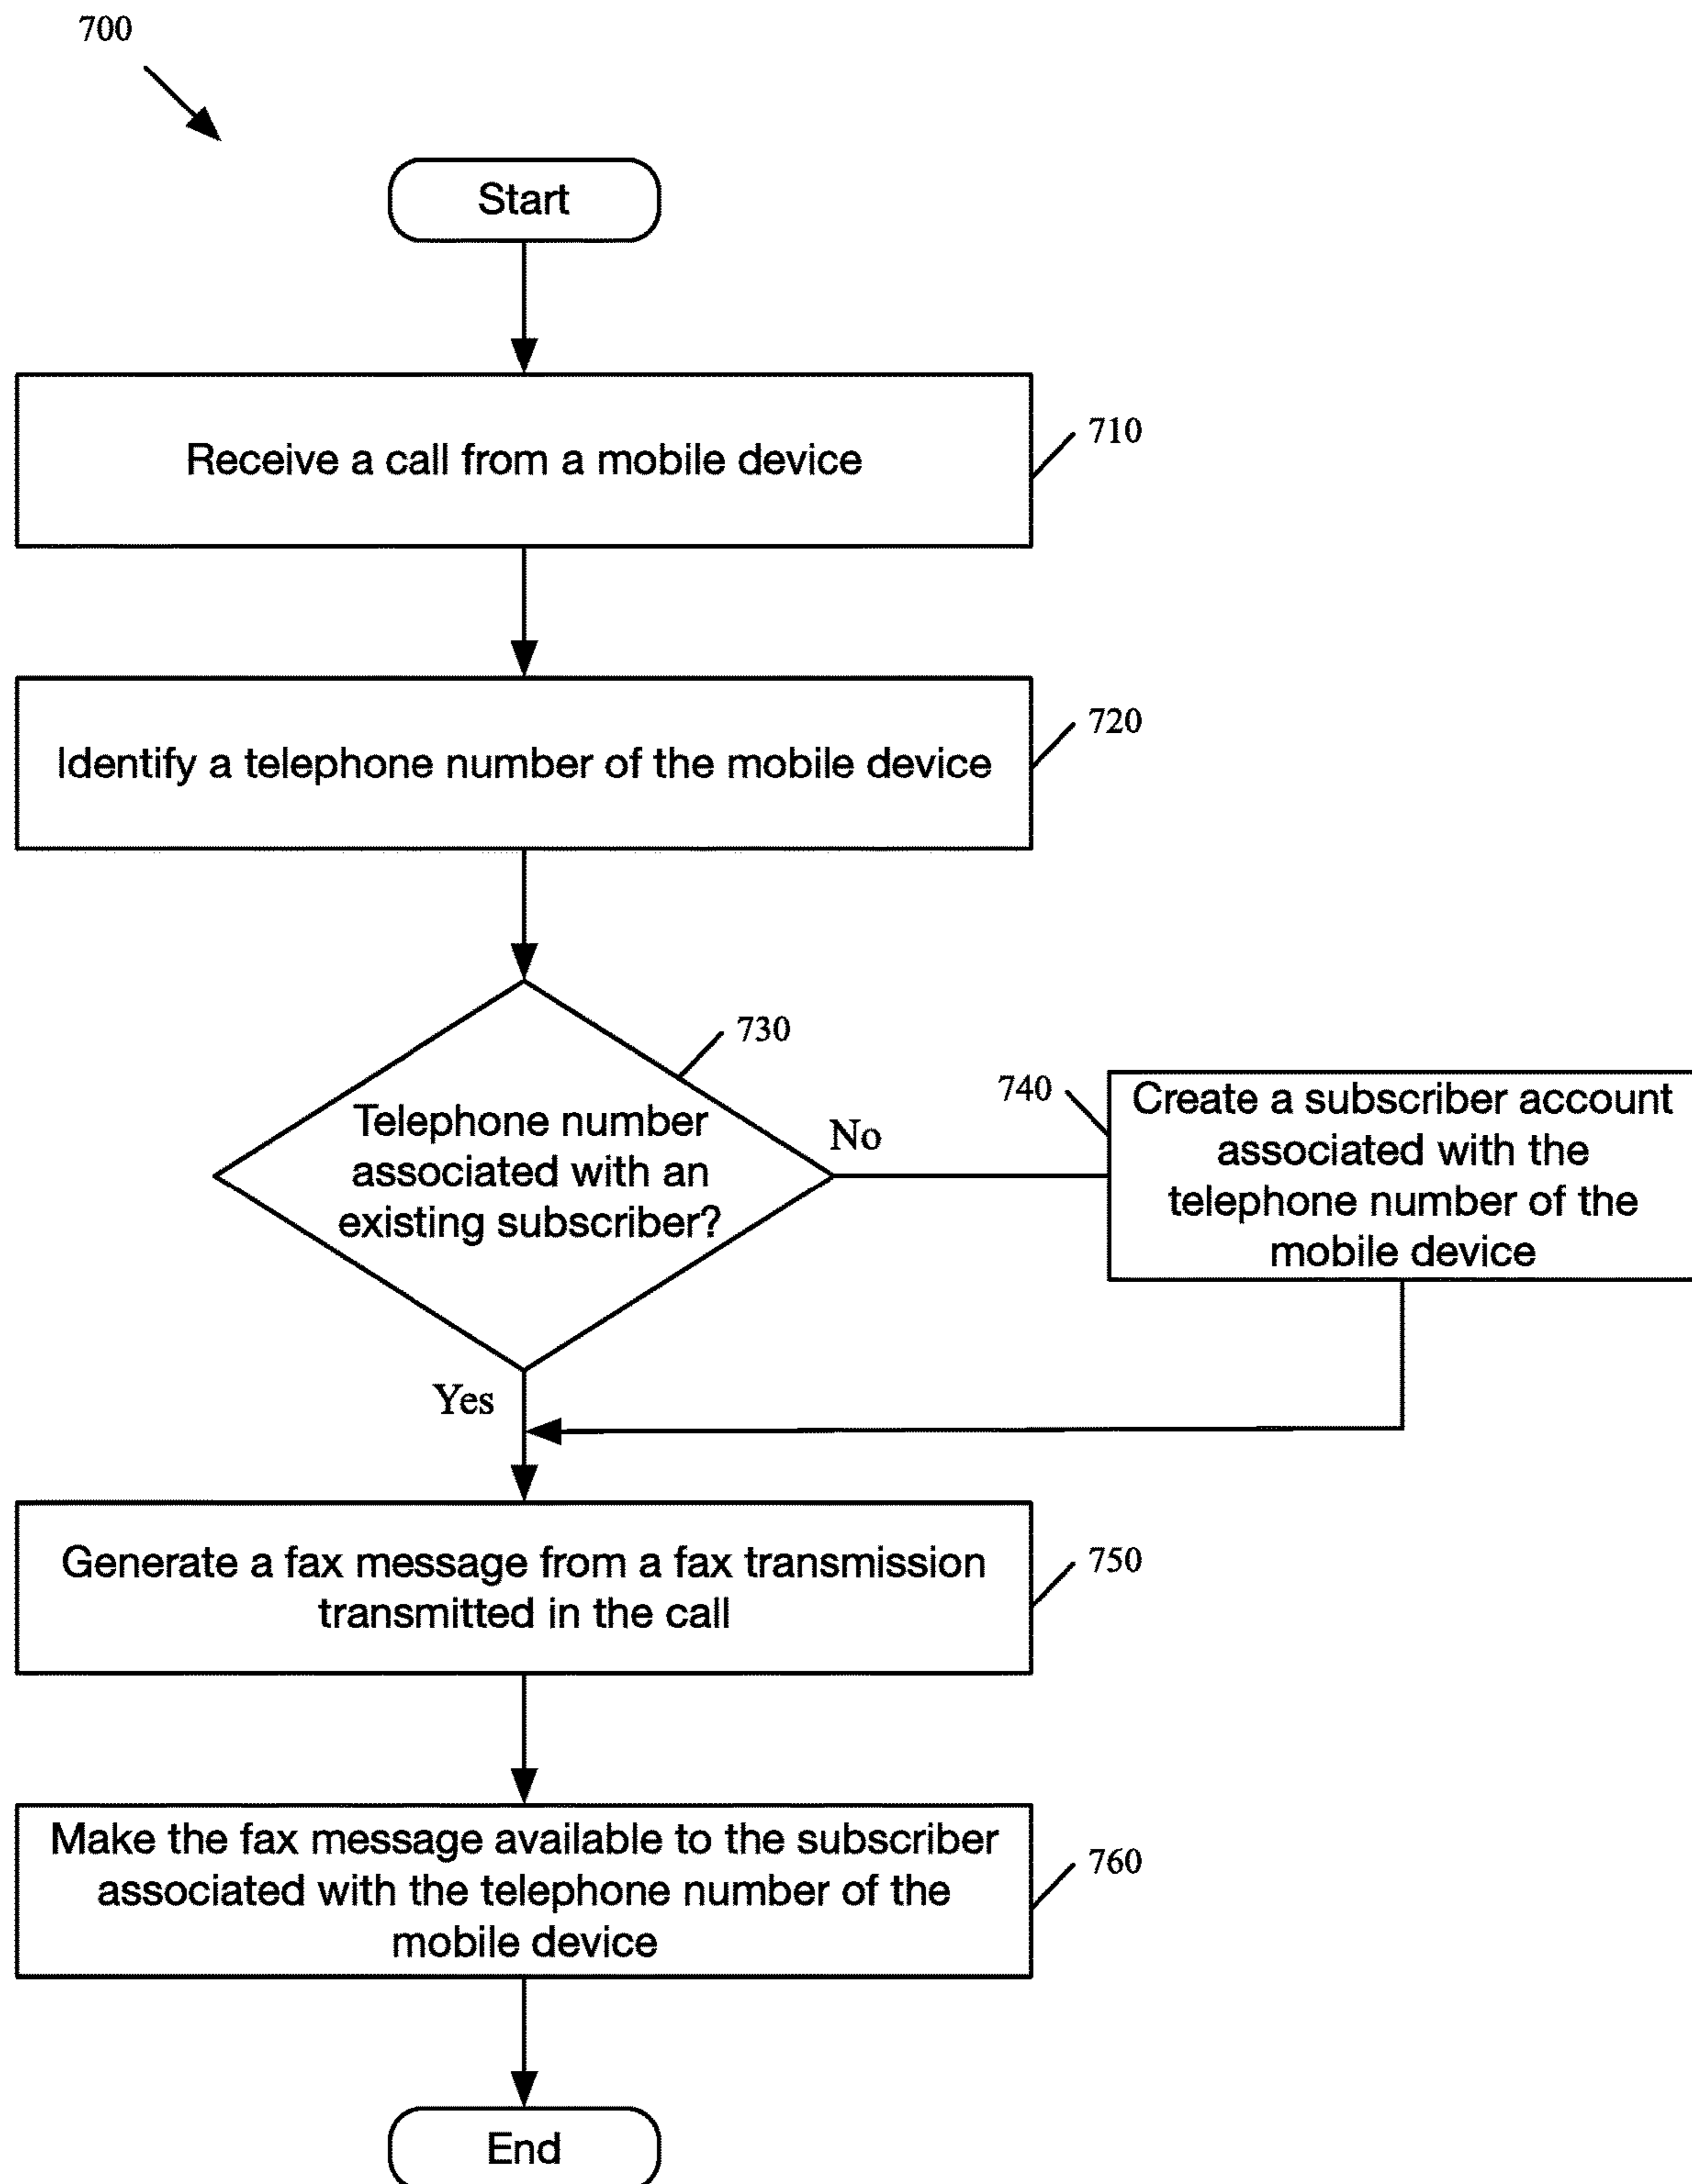 700
Start
Receive a call from a mobile device
710
Identify a telephone number of the mobile device
720
730
Telephone number
associated with an
existing subscriber?
No
740
Create a subscriber account
associated with the
telephone number of the
mobile device
Yes
Generate a fax message from a fax transmission
transmitted in the call
750
Make the fax message available to the subscriber
associated with the telephone number of the
mobile device
760
End